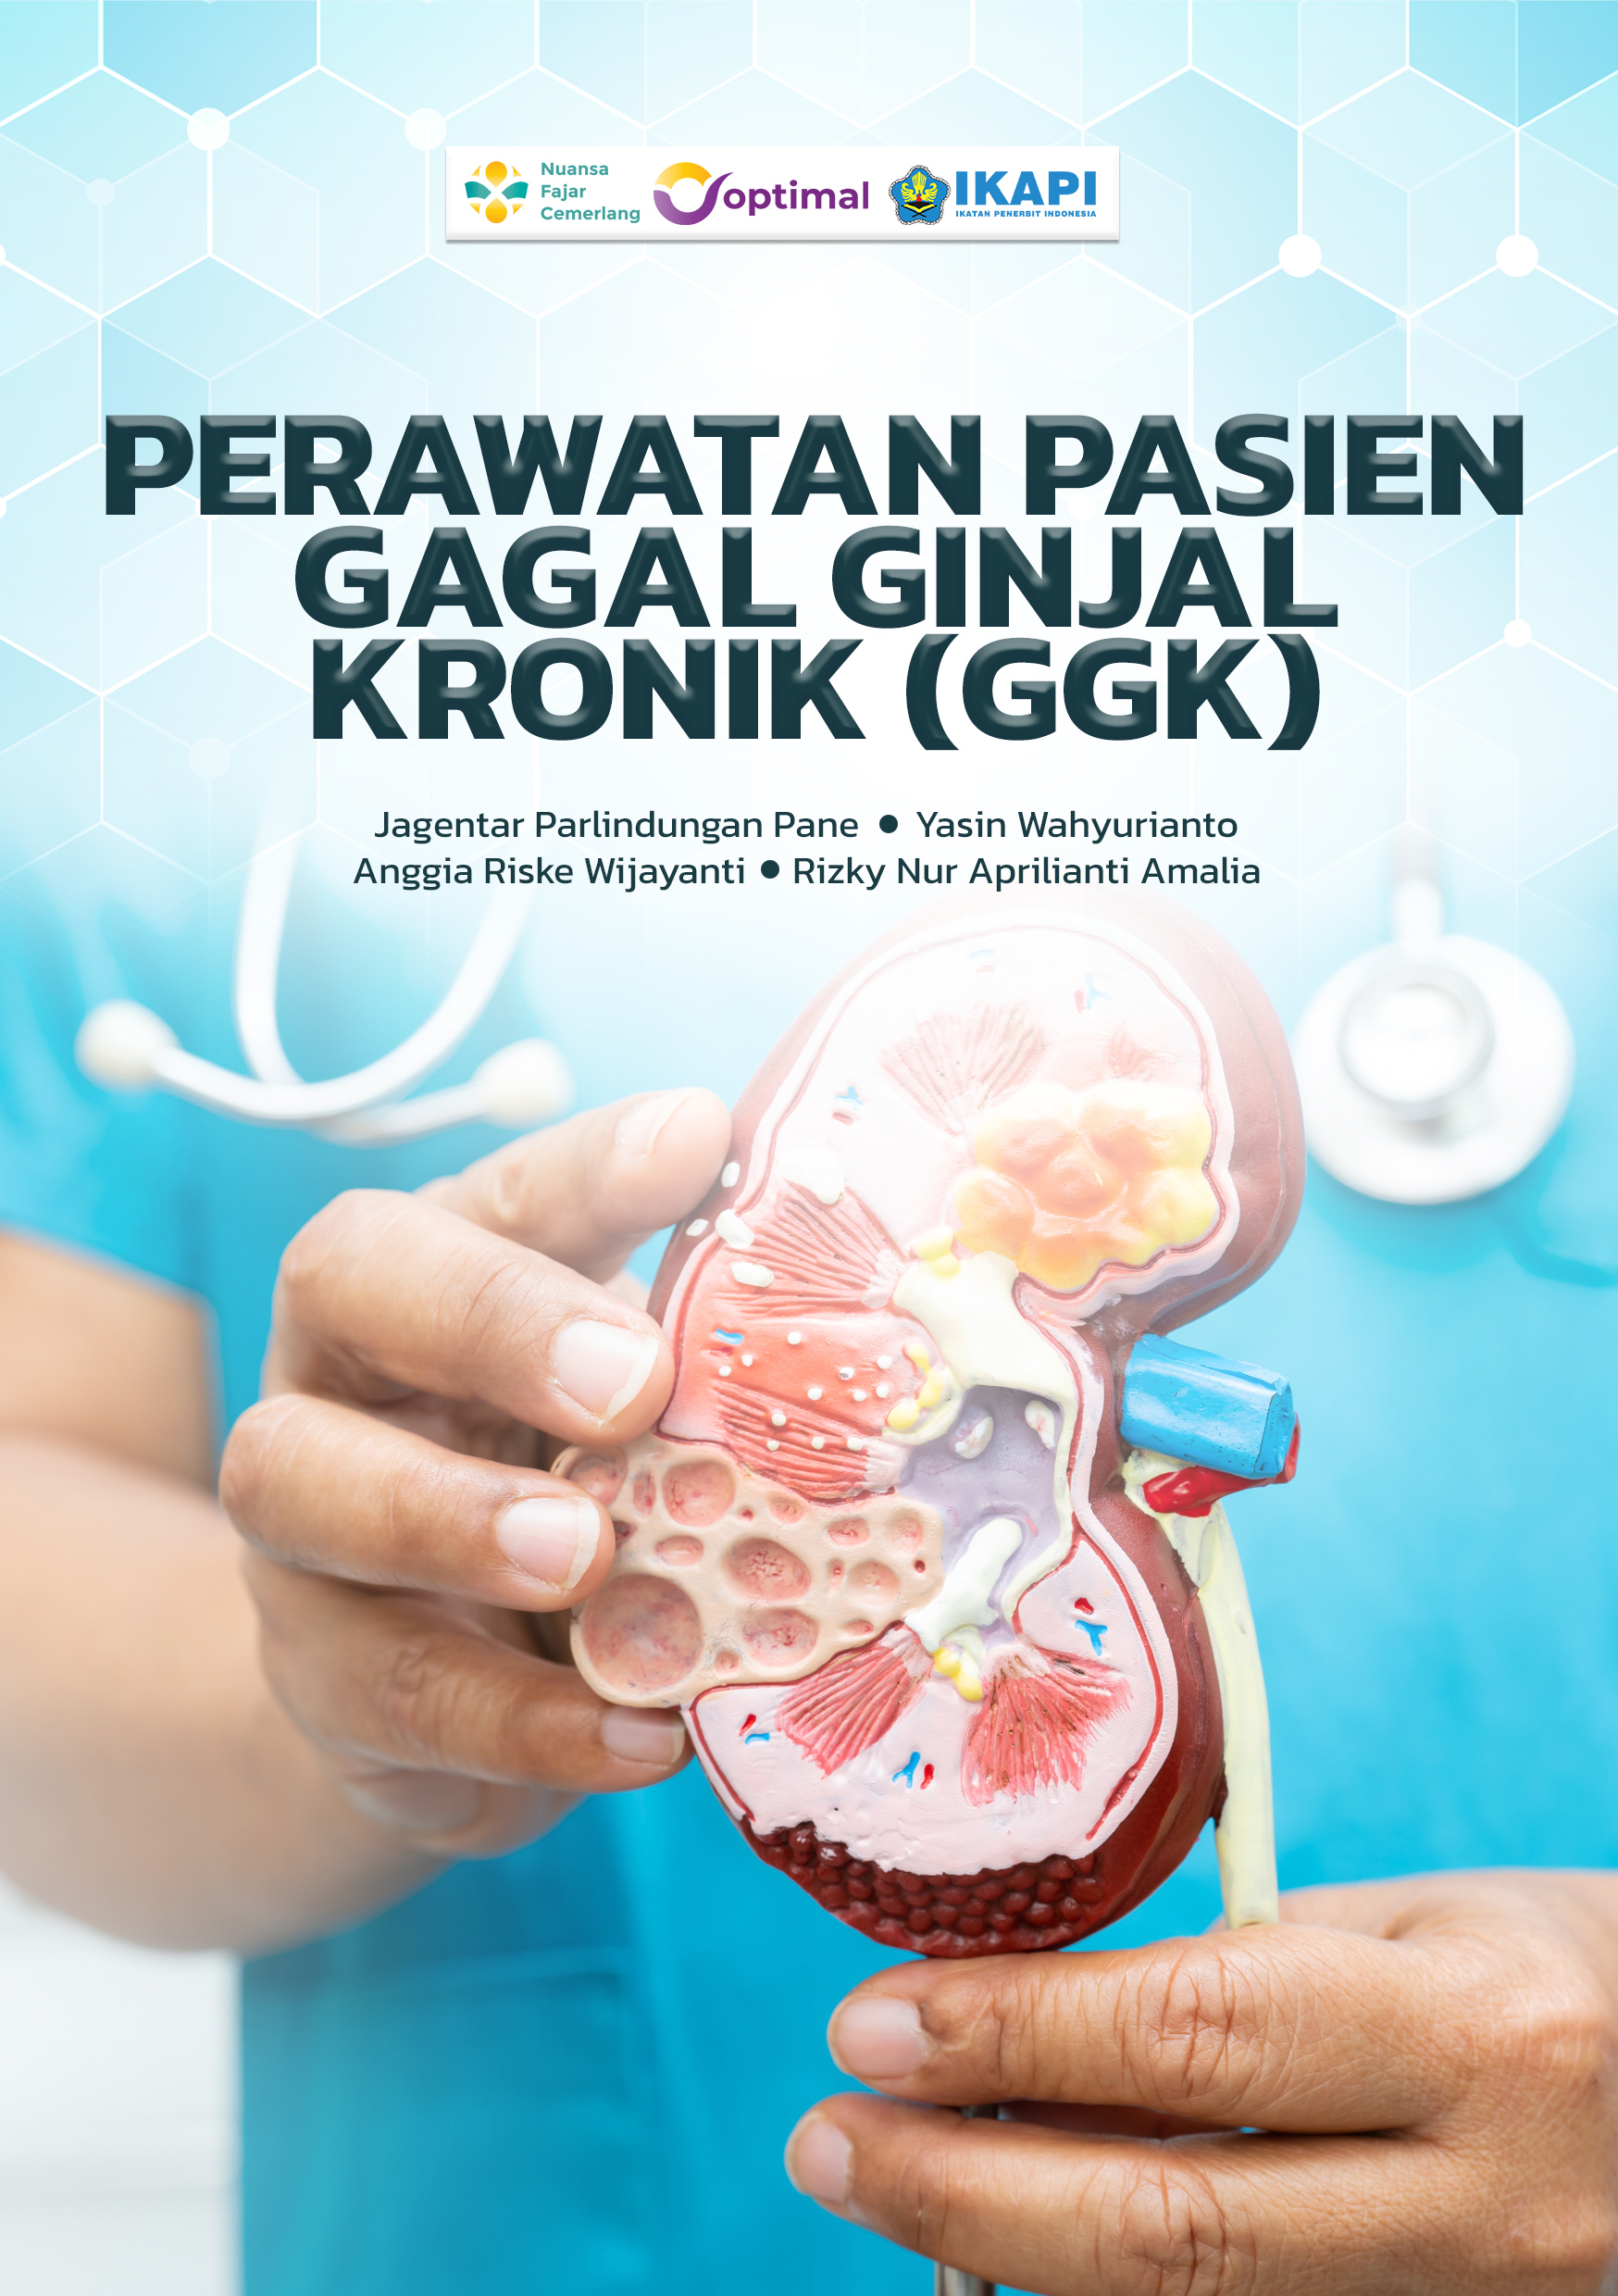 Nuansa
Fajar
Cemerlang
optimal
IKAPI
IKATAN PENERBIT INDONESIA
PERAWATAN PASIEN
GAGAL GINJAL
KRONIK (GGK)
Jagentar Parlindungan Pane ● Yasin Wahyurianto
Anggia Riske Wijayanti ● Rizky Nur Aprilianti Amalia